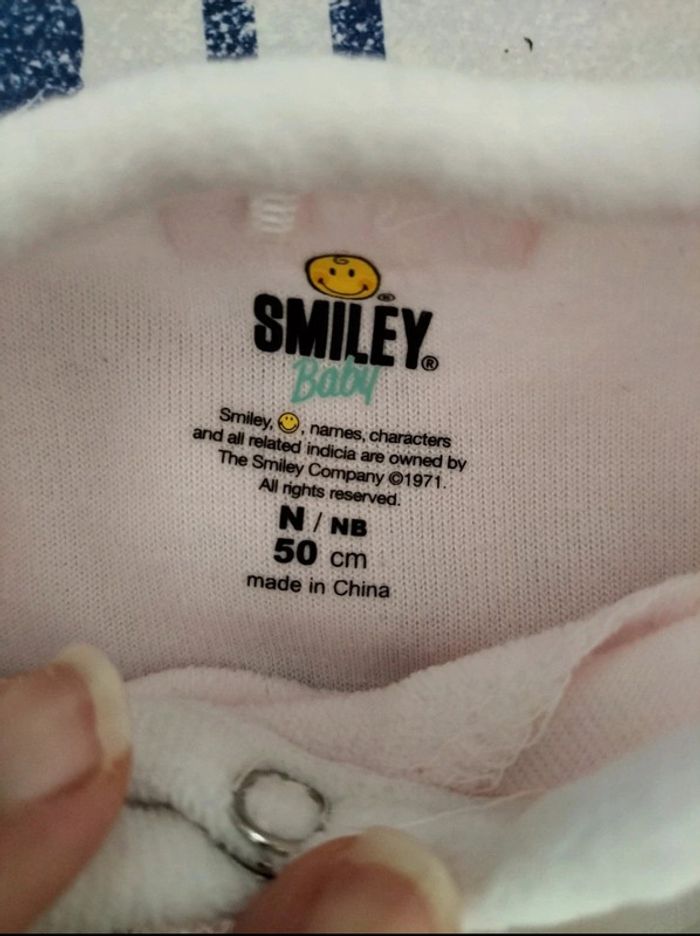 SMILEY®
Baby
Smiley, , names, characters
and all related indicia are owned by
The Smiley Company ©1971.
All rights reserved.
N / NB
50 cm
made in China